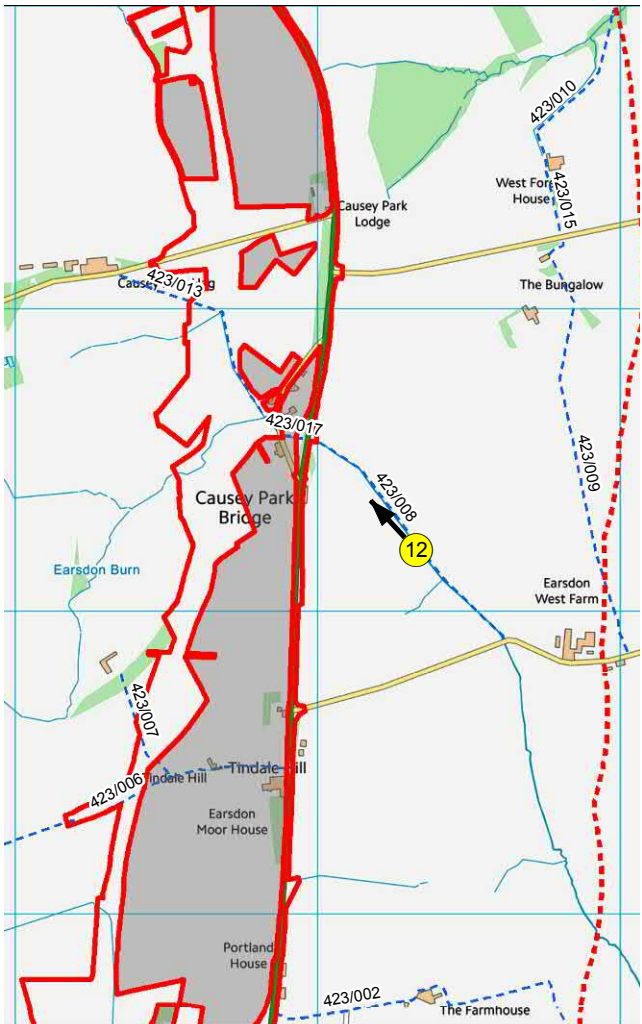 423/010
West Fore
House
423/015
Causey Park
Lodge
423/013
The Bungalow
423/017
423/009
423/008
Causey Park
Bridge
12
Earsdon Burn
Earsdon
West Farm
423/007
Tindale Hill
Tindale Hill
423/006
Earsdon
Moor House
Portland
House
423/002
The Farmhouse